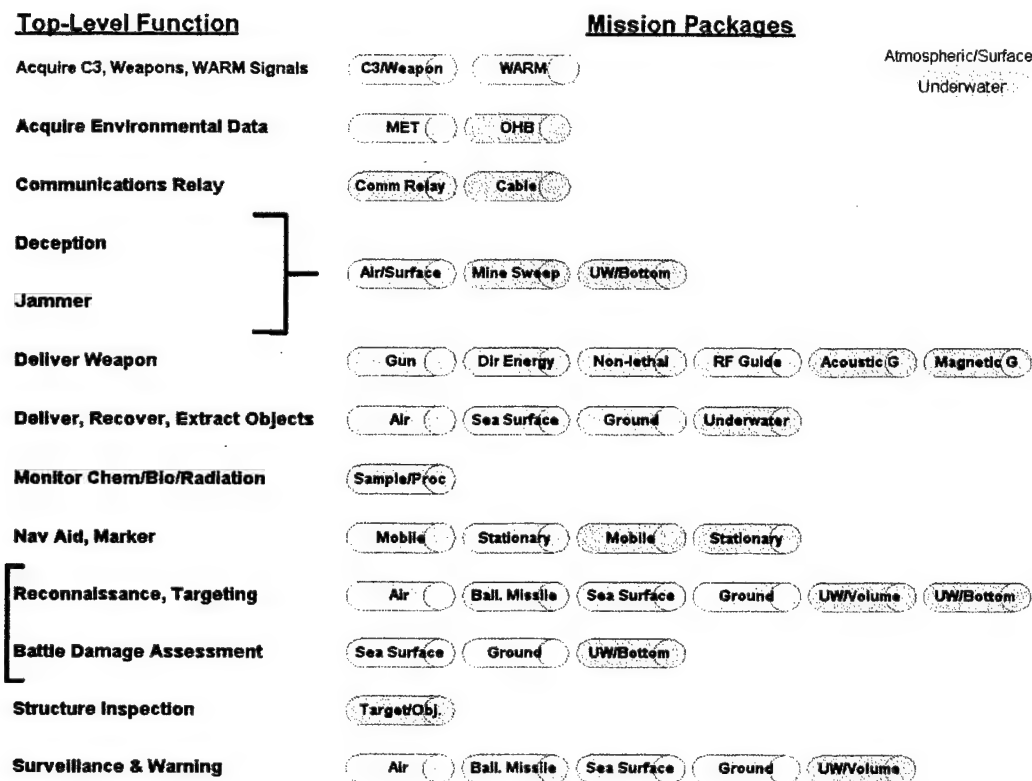 Top-Level Function Mission Packages
Atmospheric/Surface
Underwater
Acquire C3, Weapons, WARM Signals C3/Weapon WARM
Acquire Environmental Data MET OHB
Communications Relay Comm Relay Cable
Deception
Air/Surface Mine Sweep UW/Bottom
Jammer
Deliver Weapon Gun Dir Energy Non-lethal RF Guide Acoustic G Magnetic G
Deliver, Recover, Extract Objects Air Sea Surface Ground Underwater
Monitor Chem/Bio/Radiation Sample/Proc
Nav Aid, Marker Mobile Stationary Mobile Stationary
Reconnaissance, Targeting Air Ball. Missile Sea Surface Ground UW/Volume UW/Bottom
Battle Damage Assessment Sea Surface Ground UW/Bottom
Structure Inspection Target/Obj.
Surveillance & Warning Air Ball. Missile Sea Surface Ground UW/Volume